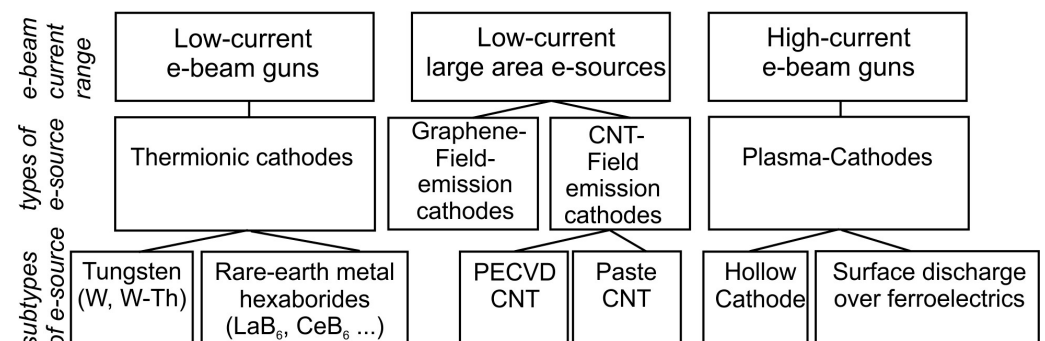 e-beam
current
range
Low-current
e-beam guns
Low-current
large area e-sources
High-current
e-beam guns
types of
e-source
Thermionic cathodes
Graphene-
Field-
emission
cathodes
CNT-
Field
emission
cathodes
Plasma-Cathodes
subtypes
of e-source
Tungsten
(W, W-Th)
Rare-earth metal
hexaborides
(LaB₆, CeB₆ ...)
PECVD
CNT
Paste
CNT
Hollow
Cathode
Surface discharge
over ferroelectrics